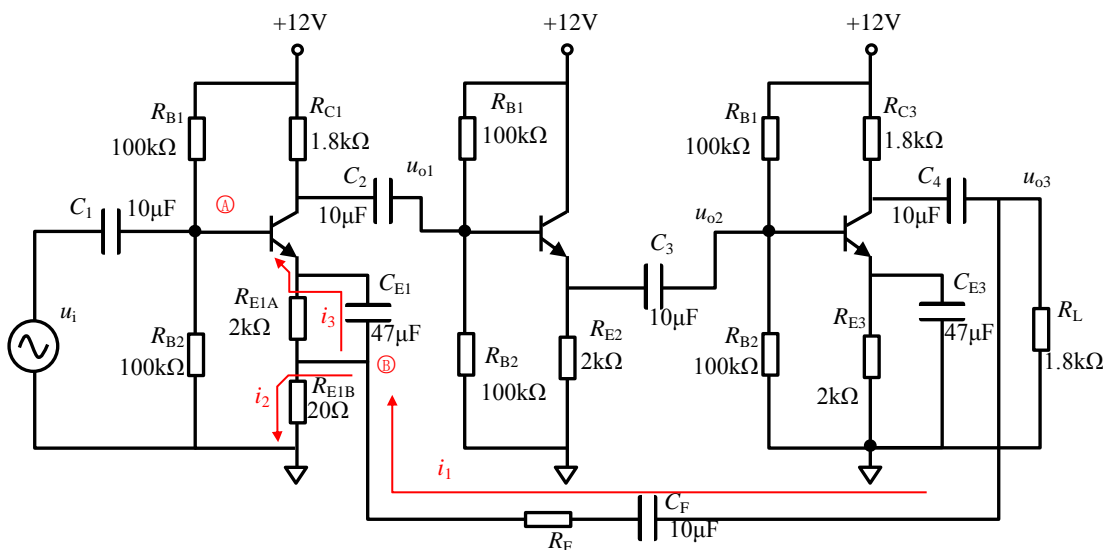 +12V
+12V
+12V
RB1
100kΩ
RC1
1.8kΩ
RB1
100kΩ
RB1
100kΩ
RC3
1.8kΩ
C1
10μF
Ⓐ
C2
10μF
uo1
C3
10μF
uo2
C4
10μF
uo3
ui
RB2
100kΩ
RE1A
2kΩ
i3
CE1
47μF
Ⓑ
i2
RE1B
20Ω
RB2
100kΩ
RE2
2kΩ
RB2
100kΩ
RE3
2kΩ
CE3
47μF
RL
1.8kΩ
i1
RF
CF
10μF